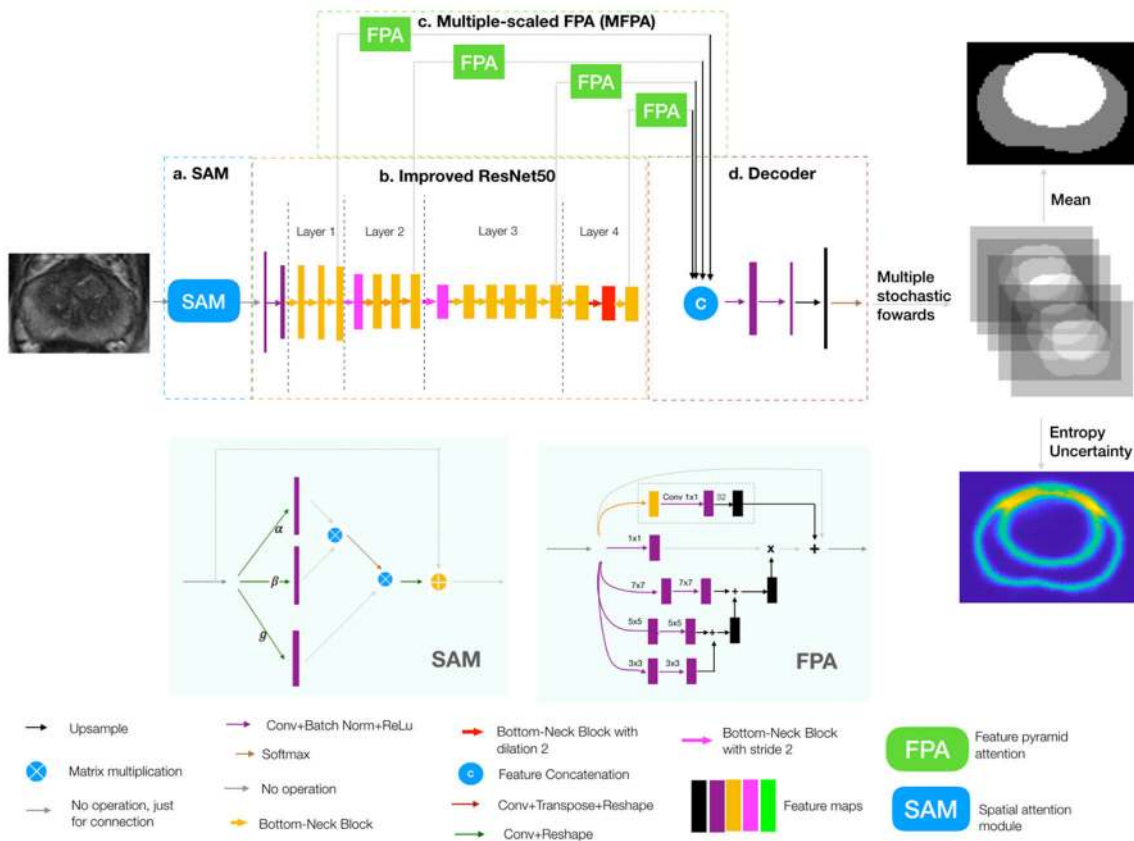 c. Multiple-scaled FPA (MFPA)
FPA
FPA
FPA
FPA
a. SAM
b. Improved ResNet50
d. Decoder
Layer 1
Layer 2
Layer 3
Layer 4
SAM
C
Multiple
stochastic
fowards
Mean
Entropy
Uncertainty
α
β
g
SAM
Conv 1x1
32
1x1
x
+
7x7
7x7
+
5x5
5x5
+
3x3
3x3
FPA
Upsample
Matrix multiplication
No operation, just
for connection
Conv+Batch Norm+ReLu
Softmax
No operation
Bottom-Neck Block
Bottom-Neck Block with
dilation 2
C
Feature Concatenation
Conv+Transpose+Reshape
Conv+Reshape
Bottom-Neck Block
with stride 2
Feature maps
FPA
Feature pyramid
attention
SAM
Spatial attention
module